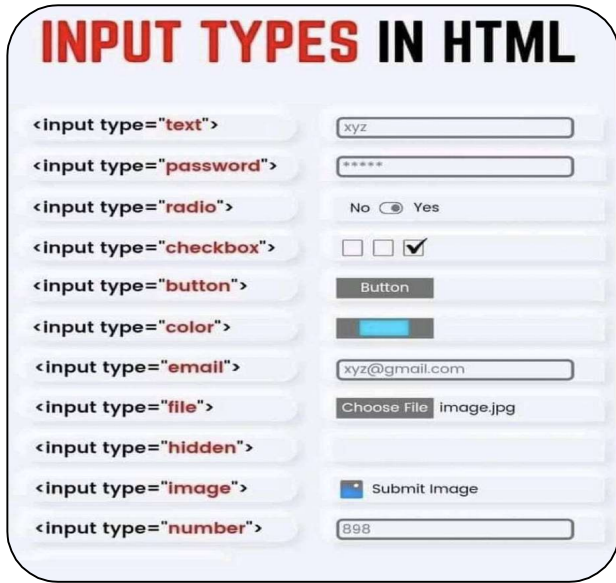 INPUT TYPES IN HTML
<input type="text"> xyz
<input type="password"> *****
<input type="radio"> No Yes
<input type="checkbox">
<input type="button"> Button
<input type="color">
<input type="email"> xyz@gmail.com
<input type="file"> Choose File image.jpg
<input type="hidden">
<input type="image"> Submit Image
<input type="number"> 898